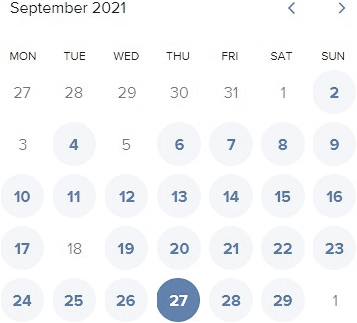 September 2021
MON TUE WED THU FRI SAT SUN
27 28 29 30 31 1 2
3 4 5 6 7 8 9
10 11 12 13 14 15 16
17 18 19 20 21 22 23
24 25 26 27 28 29 1